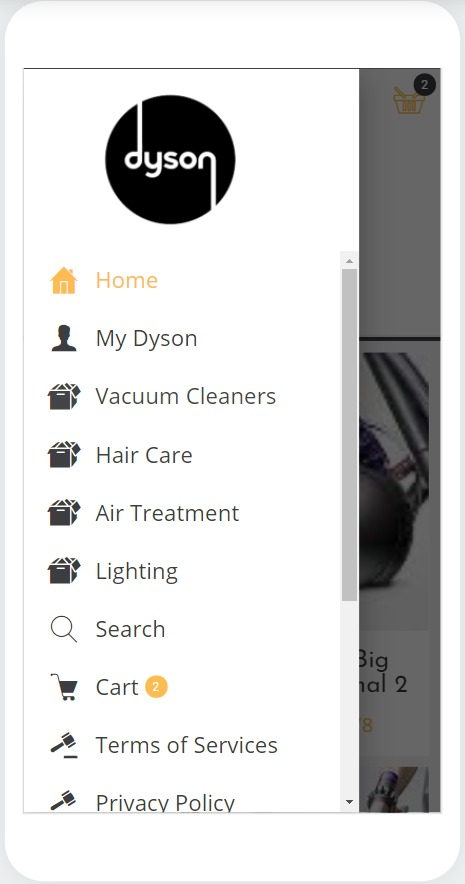 2
dyson
Home
My Dyson
Vacuum Cleaners
Hair Care
Air Treatment
Lighting
Search
Cart 2
Terms of Services
Privacy Policy
Big
2